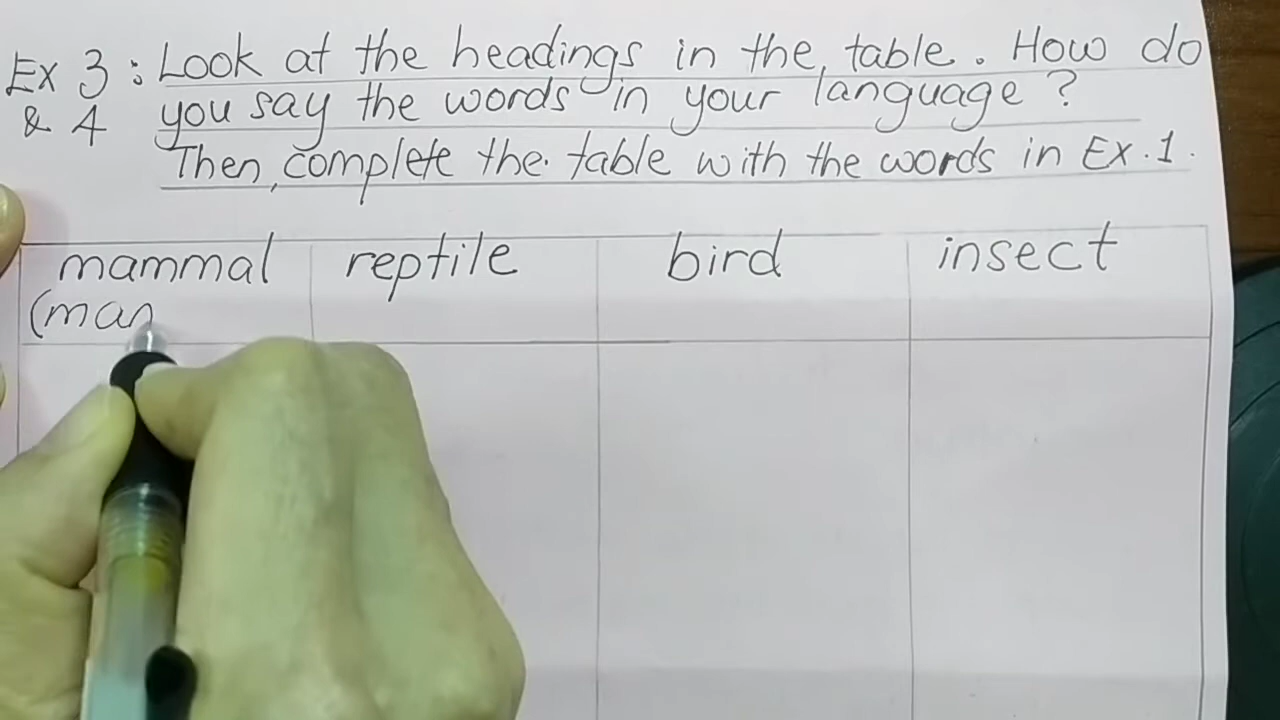 Ex 3 : Look at the headings in the table. How do
& 4 you say the words in your language?
Then, complete the table with the words in Ex. 1.
mammal reptile bird insect
(man